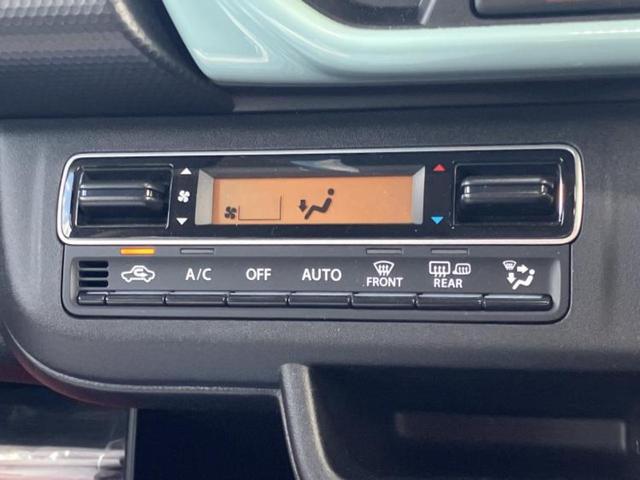 A/C OFF AUTO FRONT REAR